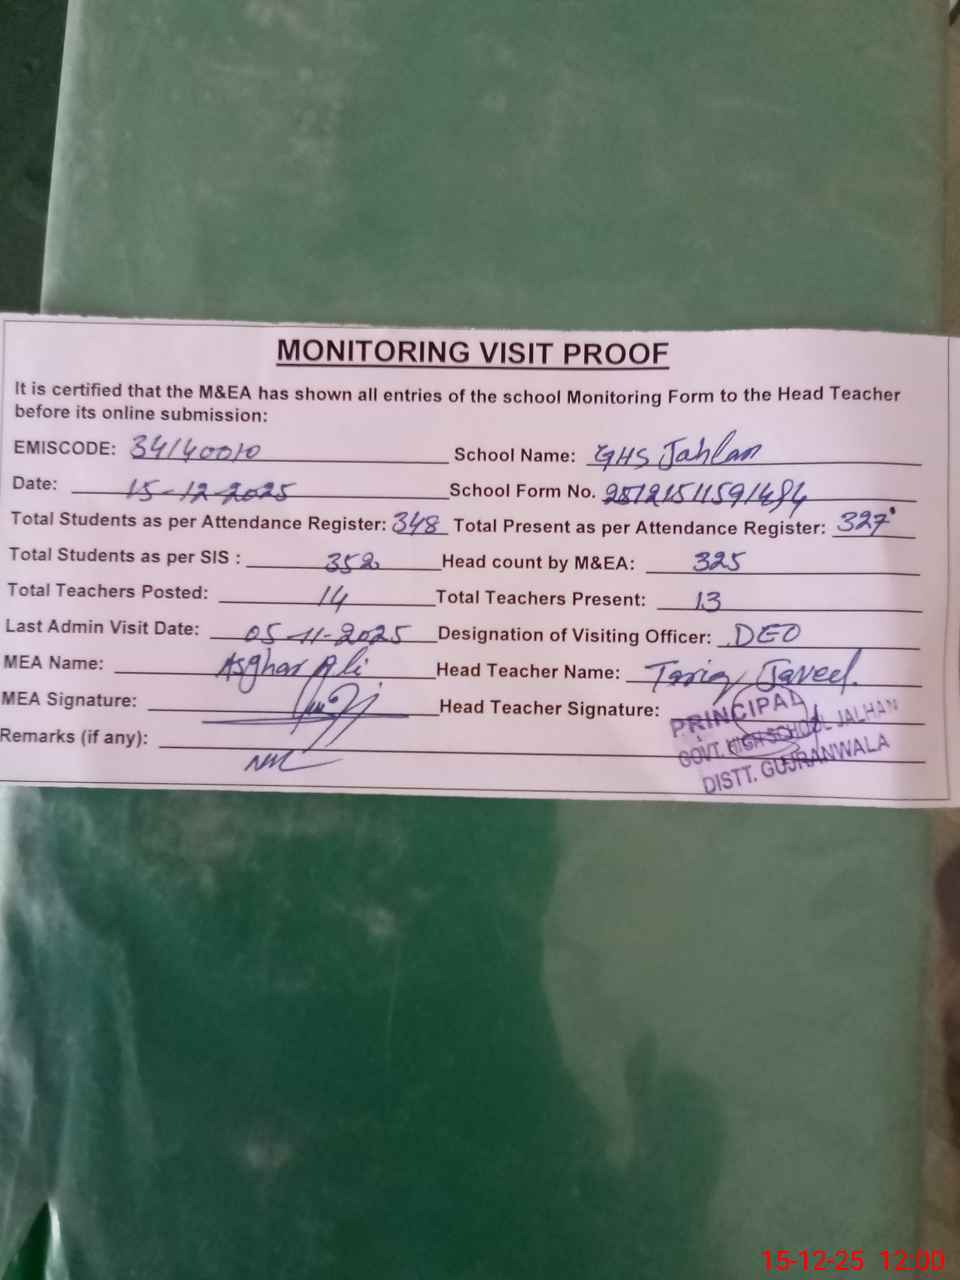 MONITORING VISIT PROOF
It is certified that the M&EA has shown all entries of the school Monitoring Form to the Head Teacher
before its online submission:
EMISCODE: 34140010 School Name: GHS Jahlan
Date: 15-12-2025 School Form No.
Total Students as per Attendance Register: 348 Total Present as per Attendance Register: 327
Total Students as per SIS : 352 Head count by M&EA: 325
Total Teachers Posted: 14 Total Teachers Present: 13
Last Admin Visit Date: 05-11-2025 Designation of Visiting Officer: DEO
MEA Name: Asghar Ali Head Teacher Name: Tariq Javed.
MEA Signature: Head Teacher Signature:
PRINCIPAL
GOVT. HIGH SCHOOL JALHAN
DISTT. GUJRANWALA
Remarks (if any):
15-12-25 12:00